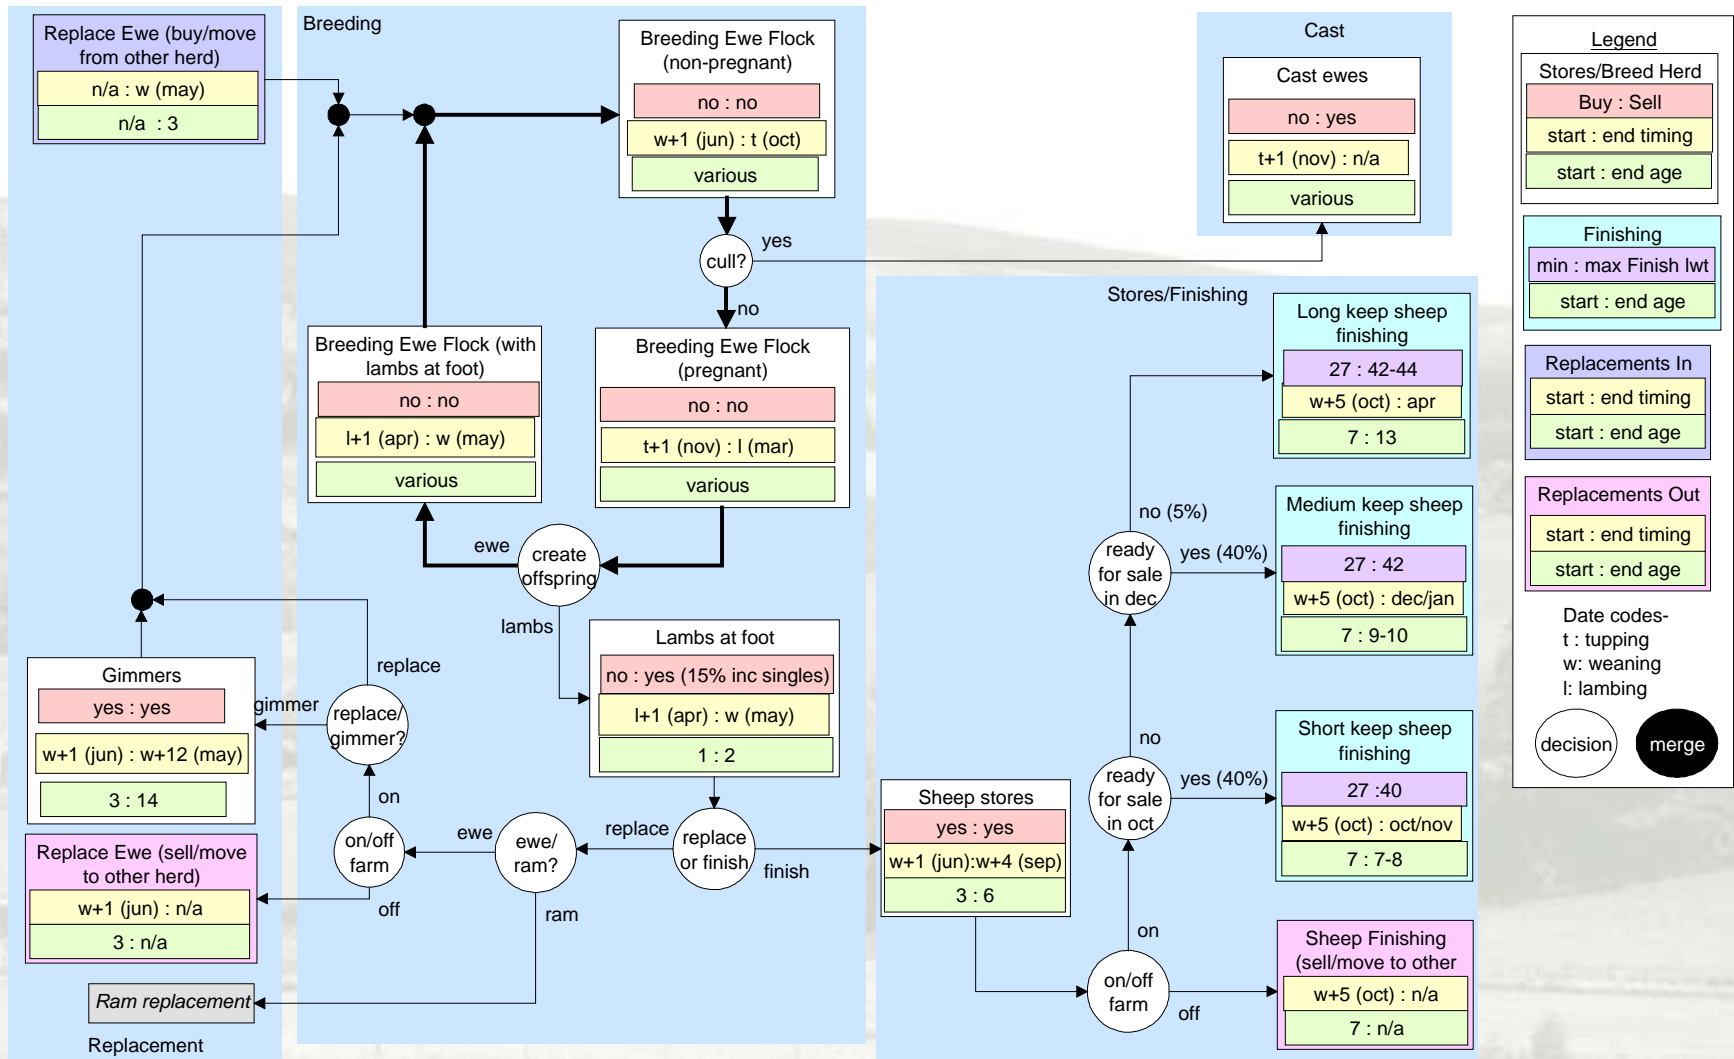 Replace Ewe (buy/move
from other herd)
n/a : w (may)
n/a : 3
Breeding
Breeding Ewe Flock
(non-pregnant)
no : no
w+1 (jun) : t (oct)
various
cull?
yes
no
Cast
Cast ewes
no : yes
t+1 (nov) : n/a
various
Breeding Ewe Flock (with
lambs at foot)
no : no
l+1 (apr) : w (may)
various
Breeding Ewe Flock
(pregnant)
no : no
t+1 (nov) : l (mar)
various
ewe
create
offspring
lambs
Lambs at foot
no : yes (15% inc singles)
l+1 (apr) : w (may)
1 : 2
replace
or finish
replace
finish
ewe/
ram?
ewe
ram
on/off
farm
on
off
replace/
gimmer?
replace
gimmer
Gimmers
yes : yes
w+1 (jun) : w+12 (may)
3 : 14
Replace Ewe (sell/move
to other herd)
w+1 (jun) : n/a
3 : n/a
Ram replacement
Replacement
Stores/Finishing
Sheep stores
yes : yes
w+1 (jun):w+4 (sep)
3 : 6
on/off
farm
on
off
ready
for sale
in oct
yes (40%)
no
ready
for sale
in dec
yes (40%)
no (5%)
Long keep sheep
finishing
27 : 42-44
w+5 (oct) : apr
7 : 13
Medium keep sheep
finishing
27 : 42
w+5 (oct) : dec/jan
7 : 9-10
Short keep sheep
finishing
27 :40
w+5 (oct) : oct/nov
7 : 7-8
Sheep Finishing
(sell/move to other
w+5 (oct) : n/a
7 : n/a
Legend
Stores/Breed Herd
Buy : Sell
start : end timing
start : end age
Finishing
min : max Finish lwt
start : end age
Replacements In
start : end timing
start : end age
Replacements Out
start : end timing
start : end age
Date codes-
t : tupping
w: weaning
l: lambing
decision
merge